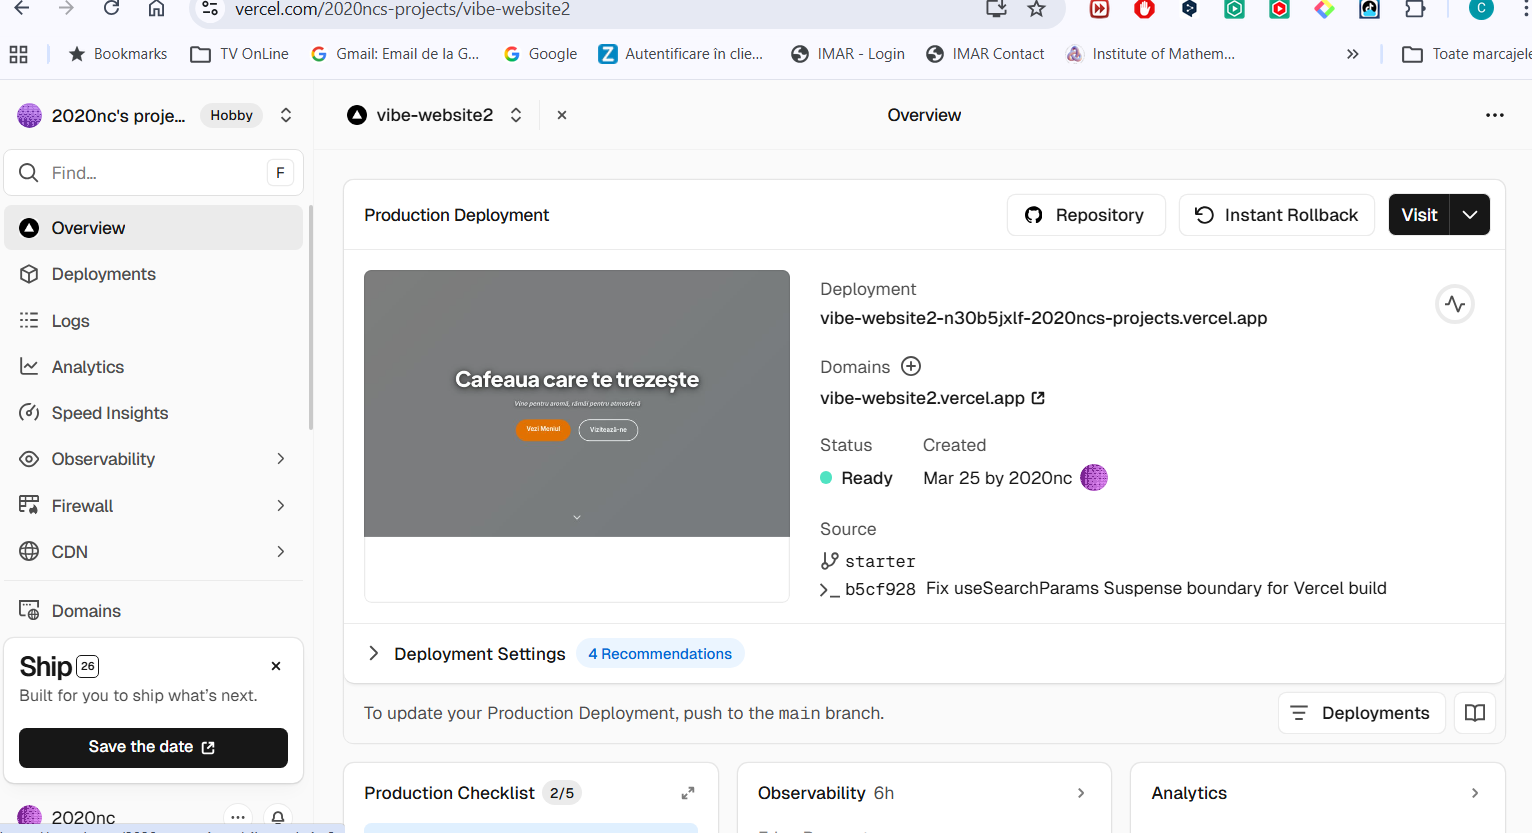 vercel.com/2020ncs-projects/vibe-website2
C
Bookmarks
TV OnLine
Gmail: Email de la G...
Google
Autentificare în clie...
IMAR - Login
IMAR Contact
Institute of Mathem...
Toate marcajele
2020nc's proje...
Hobby
vibe-website2
Overview
Find...
F
Overview
Deployments
Logs
Analytics
Speed Insights
Observability
Firewall
CDN
Domains
Ship 26
Built for you to ship what's next.
Save the date
2020nc
Production Deployment
Repository
Instant Rollback
Visit
Cafeaua care te trezește
Vino pentru aromă, rămâi pentru atmosferă
Vezi Meniul
Vizitează-ne
Deployment
vibe-website2-n30b5jxlf-2020ncs-projects.vercel.app
Domains
vibe-website2.vercel.app
Status
Created
Ready
Mar 25 by 2020nc
Source
starter
b5cf928 Fix useSearchParams Suspense boundary for Vercel build
Deployment Settings
4 Recommendations
To update your Production Deployment, push to the main branch.
Deployments
Production Checklist 2/5
Observability 6h
Analytics